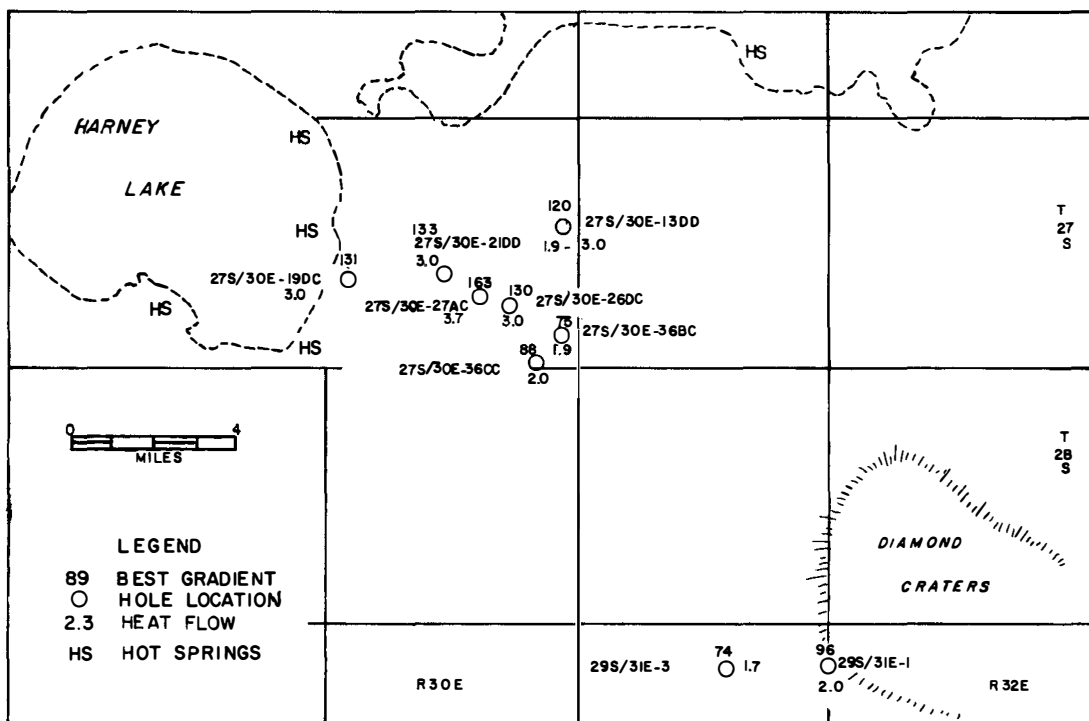 HS
HARNEY
LAKE
HS
T
27
S
120
27S/30E-13DD
1.9 - 3.0
HS
133
27S/30E-21DD
3.0
131
27S/30E-19DC
3.0
163
27S/30E-27AC
3.7
130
27S/30E-26DC
3.0
HS
27S/30E-36BC
1.9
HS
88
27S/30E-36CC
2.0
0 4
MILES
T
28
S
DIAMOND
CRATERS
LEGEND
89 BEST GRADIENT
HOLE LOCATION
2.3 HEAT FLOW
HS HOT SPRINGS
74
29S/31E-3
1.7
96
29S/31E-1
2.0
R30E
R32E